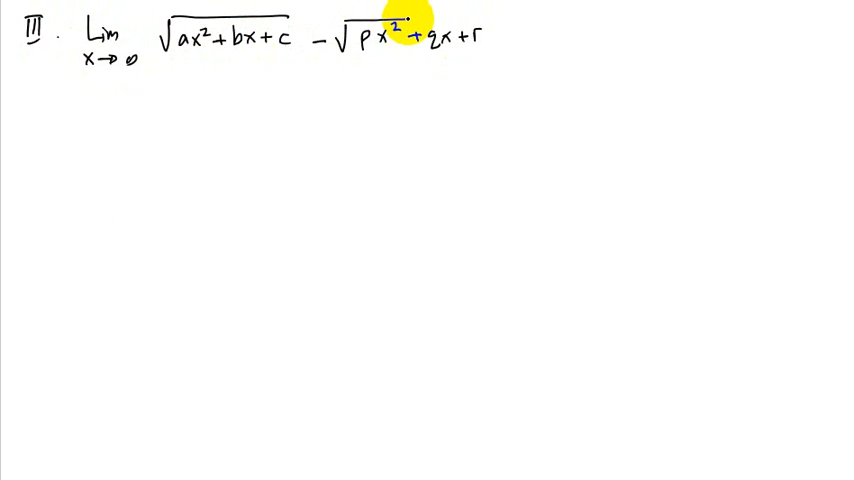 III. Lim x→∞ √(ax²+bx+c) - √(px²+qx+r